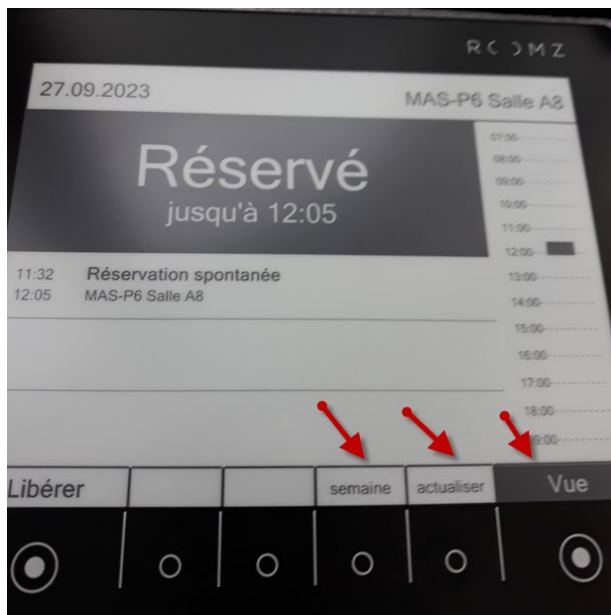 ROOMZ
27.09.2023
MAS-P6 Salle A8
Réservé
jusqu'à 12:05
11:32
Réservation spontanée
12:05
MAS-P6 Salle A8
07:00
08:00
09:00
10:00
11:00
12:00
13:00
14:00
15:00
16:00
17:00
18:00
Libérer
semaine
actualiser
Vue